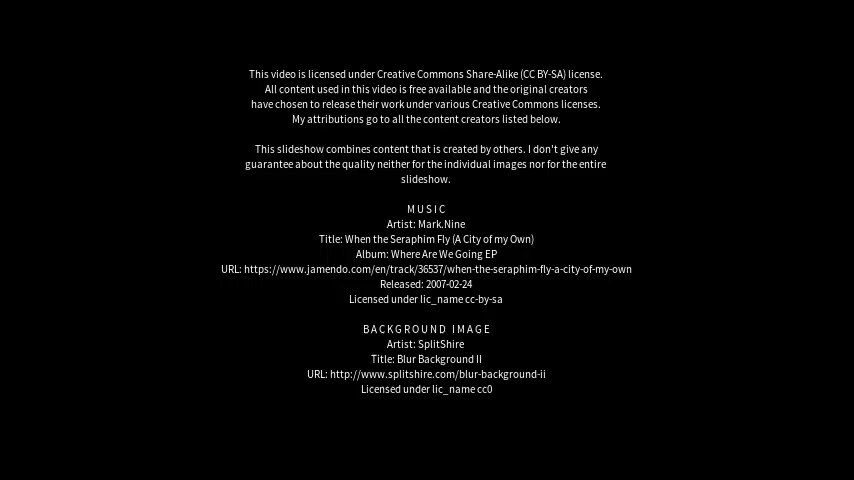 This video is licensed under Creative Commons Share-Alike (CC BY-SA) license.
All content used in this video is free available and the original creators
have chosen to release their work under various Creative Commons licenses.
My attributions go to all the content creators listed below.
This slideshow combines content that is created by others. I don't give any
guarantee about the quality neither for the individual images nor for the entire
slideshow.
MUSIC
Artist: Mark.Nine
Title: When the Seraphim Fly (A City of my Own)
Album: Where Are We Going EP
URL: https://www.jamendo.com/en/track/36537/when-the-seraphim-fly-a-city-of-my-own
Released: 2007-02-24
Licensed under lic_name cc-by-sa
BACKGROUND IMAGE
Artist: SplitShire
Title: Blur Background II
URL: http://www.splitshire.com/blur-background-ii
Licensed under lic_name cc0